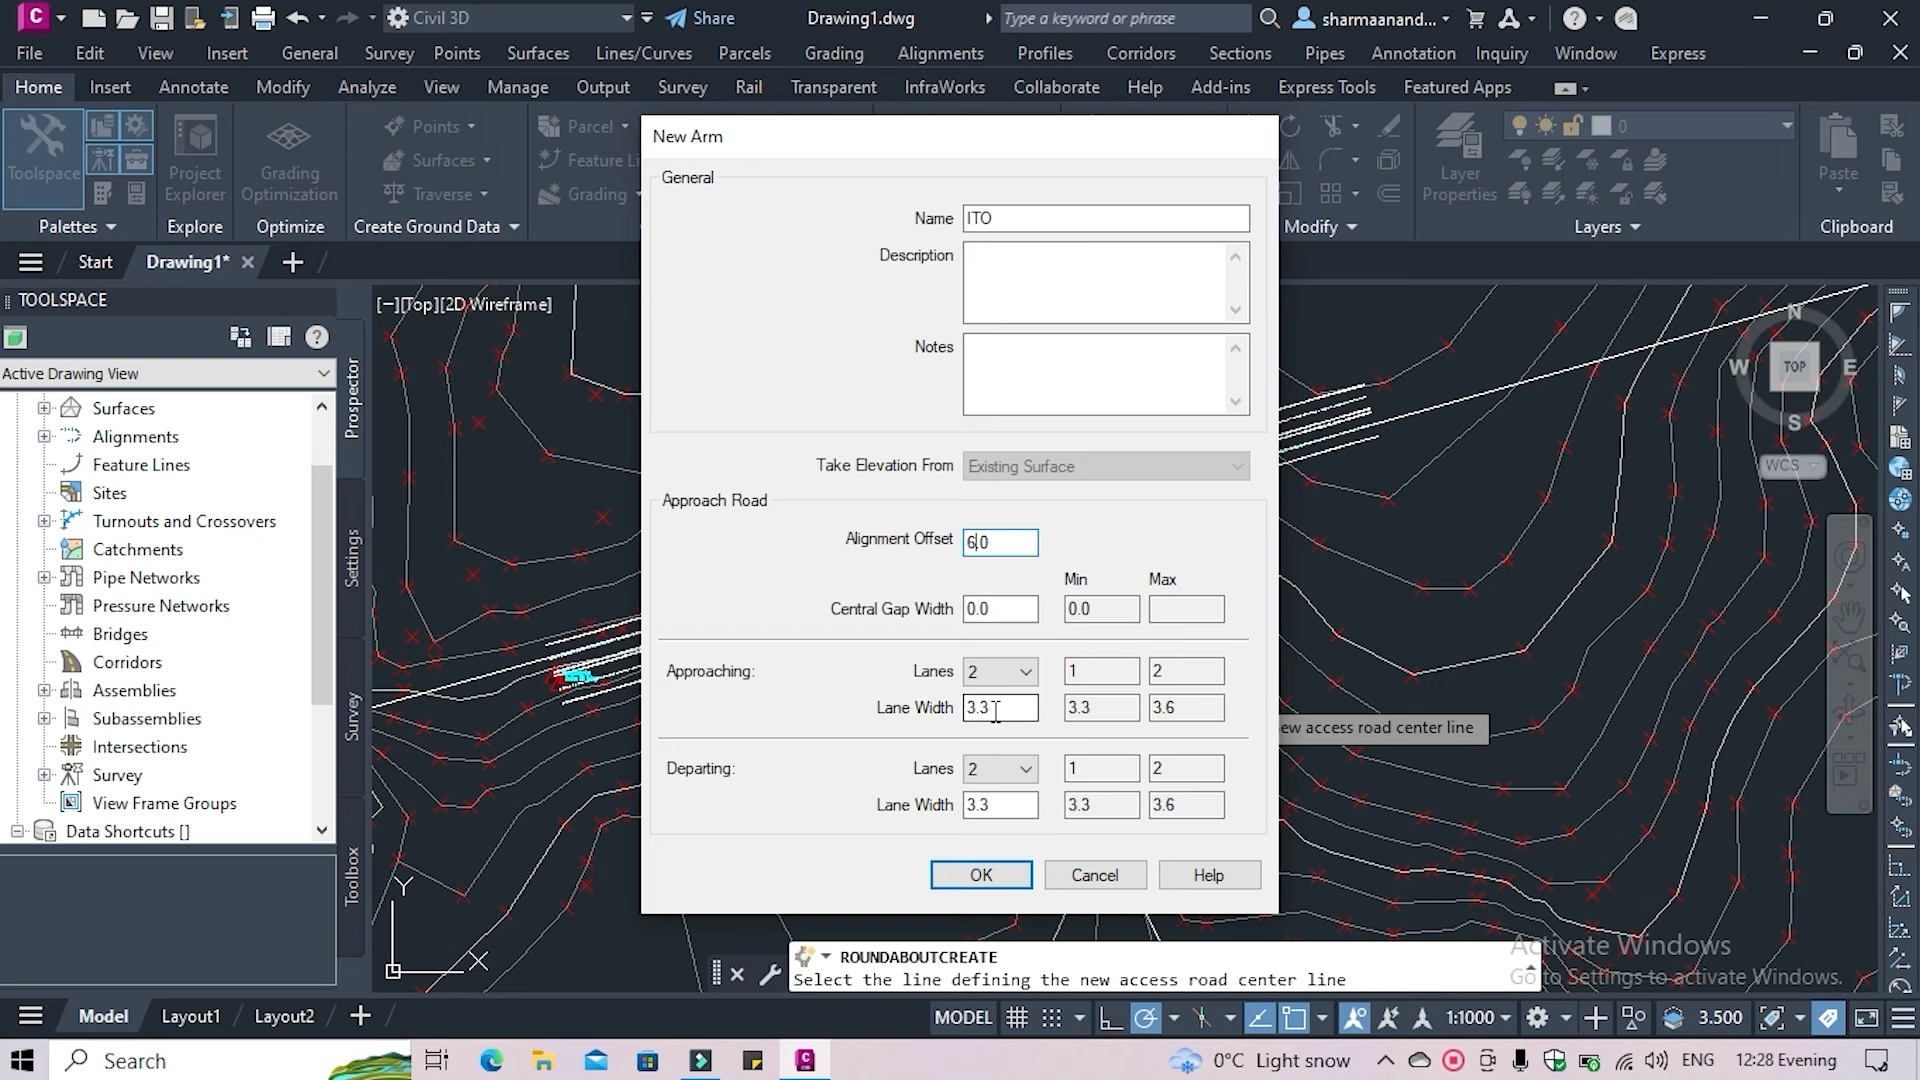 C
Civil 3D
Share
Drawing1.dwg
Type a keyword or phrase
sharmaanand...
File Edit View Insert General Survey Points Surfaces Lines/Curves Parcels Grading Alignments Profiles Corridors Sections Pipes Annotation Inquiry Window Express
Home Insert Annotate Modify Analyze View Manage Output Survey Rail Transparent InfraWorks Collaborate Help Add-ins Express Tools Featured Apps
Toolspace
Project Explorer
Grading Optimization
Points
Surfaces
Traverse
Parcel
Feature Li
Grading
Layer Properties
0
Paste
Palettes
Explore
Optimize
Create Ground Data
Modify
Layers
Clipboard
Start
Drawing1*
TOOLSPACE
Active Drawing View
Surfaces
Alignments
Feature Lines
Sites
Turnouts and Crossovers
Catchments
Pipe Networks
Pressure Networks
Bridges
Corridors
Assemblies
Subassemblies
Intersections
Survey
View Frame Groups
Data Shortcuts []
Prospector
Settings
Survey
Toolbox
[−][Top][2D Wireframe]
New Arm
General
Name ITO
Description
Notes
Take Elevation From Existing Surface
Approach Road
Alignment Offset 6.0
Min Max
Central Gap Width 0.0 0.0
Approaching: Lanes 2 1 2
Lane Width 3.3 3.3 3.6
Departing: Lanes 2 1 2
Lane Width 3.3 3.3 3.6
OK Cancel Help
ew access road center line
N
W TOP E
S
WCS
Y
X
ROUNDABOUTCREATE
Select the line defining the new access road center line
Activate Windows
Go to Settings to activate Windows.
Model Layout1 Layout2
MODEL
1:1000
3.500
Search
0°C Light snow
ENG
12:28 Evening